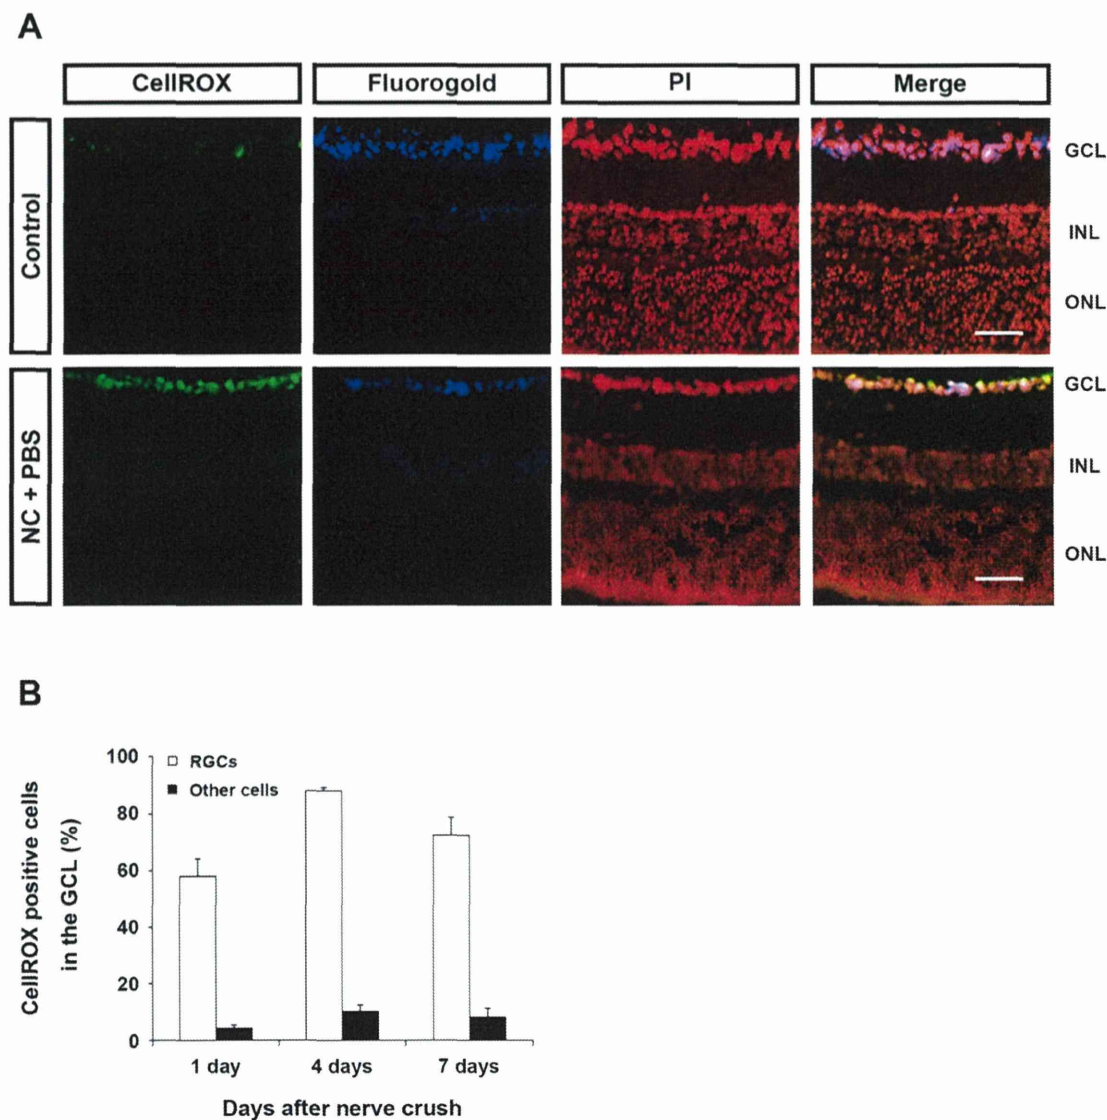 A
CellROX Fluorogold PI Merge
Control
GCL
INL
ONL
NC + PBS
GCL
INL
ONL
B
CellROX positive cells
in the GCL (%)
100
80
60
40
20
0
RGCs
Other cells
1 day 4 days 7 days
Days after nerve crush